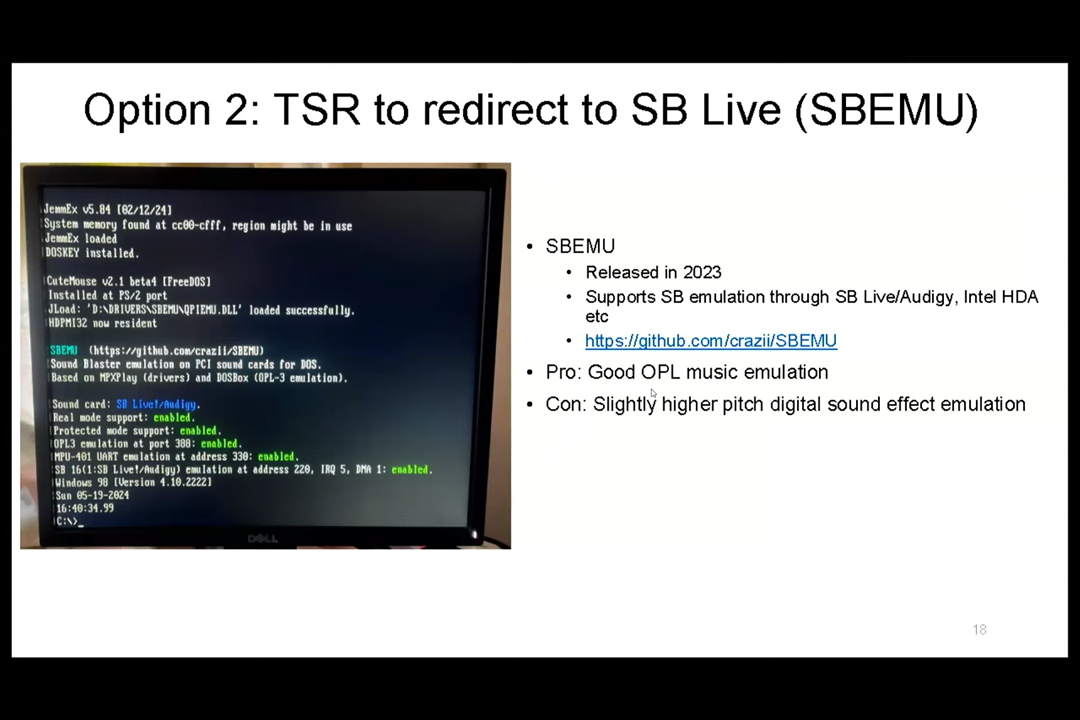 Option 2: TSR to redirect to SB Live (SBEMU)
JemmEx v5.84 [02/12/24]
System memory found at cc00-cfff, region might be in use
JemmEx loaded
DOSKEY installed.
CuteMouse v2.1 beta4 [FreeDOS]
Installed at PS/2 port
JLoad: 'D:\DRIVERS\SBEMU\QPIEMU.DLL' loaded successfully.
HDPMI32 now resident
SBEMU (https://github.com/crazii/SBEMU)
Sound Blaster emulation on PCI sound cards for DOS.
Based on MPXPlay (drivers) and DOSBox (OPL-3 emulation).
Sound card: SB Live!/Audigy.
Real mode support: enabled.
Protected mode support: enabled.
OPL3 emulation at port 388: enabled.
MPU-401 UART emulation at address 330: enabled.
SB 16(1:SB Live!/Audigy) emulation at address 220, IRQ 5, DMA 1: enabled.
Windows 98 [Version 4.10.2222]
Sun 05-19-2024
16:40:34.99
C:\>_
DELL
• SBEMU
• Released in 2023
• Supports SB emulation through SB Live/Audigy, Intel HDA
etc
• https://github.com/crazii/SBEMU
• Pro: Good OPL music emulation
• Con: Slightly higher pitch digital sound effect emulation
18